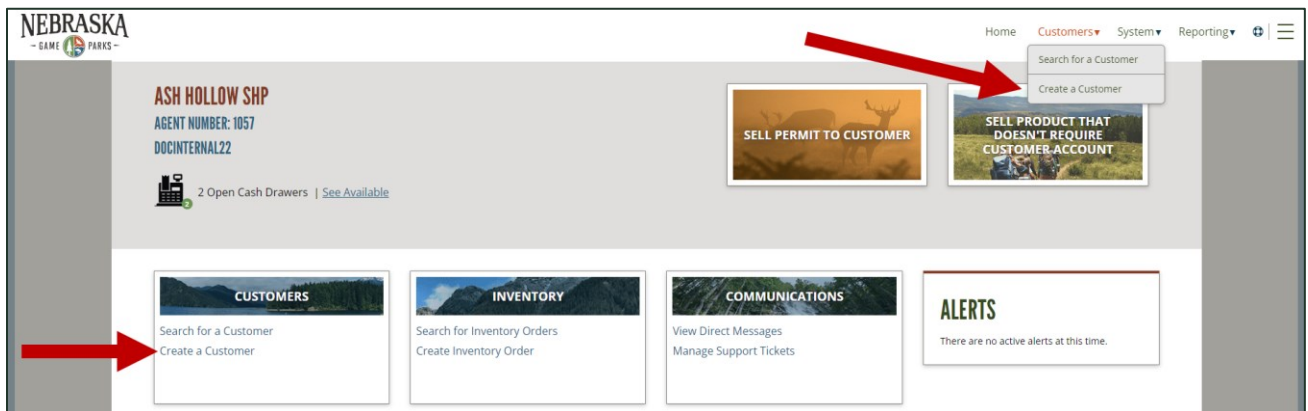 NEBRASKA
- GAME PARKS -
Home Customers▾ System▾ Reporting▾
Search for a Customer
Create a Customer
ASH HOLLOW SHP
AGENT NUMBER: 1057
DOCINTERNAL22
2 Open Cash Drawers | See Available
2
SELL PERMIT TO CUSTOMER
SELL PRODUCT THAT
DOESN'T REQUIRE
CUSTOMER ACCOUNT
CUSTOMERS
Search for a Customer
Create a Customer
INVENTORY
Search for Inventory Orders
Create Inventory Order
COMMUNICATIONS
View Direct Messages
Manage Support Tickets
ALERTS
There are no active alerts at this time.